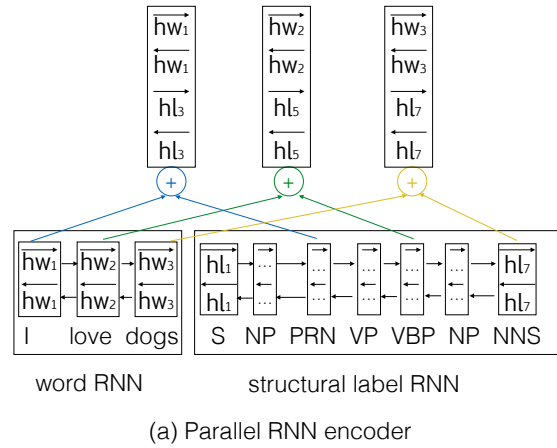 hw1 hw2 hw3
hw1 hw2 hw3
hl3 hl5 hl7
hl3 hl5 hl7
+ + +
hw1 hw2 hw3 hl1 ... ... ... ... ... hl7
hw1 hw2 hw3 hl1 ... ... ... ... ... hl7
I love dogs S NP PRN VP VBP NP NNS
word RNN structural label RNN
(a) Parallel RNN encoder